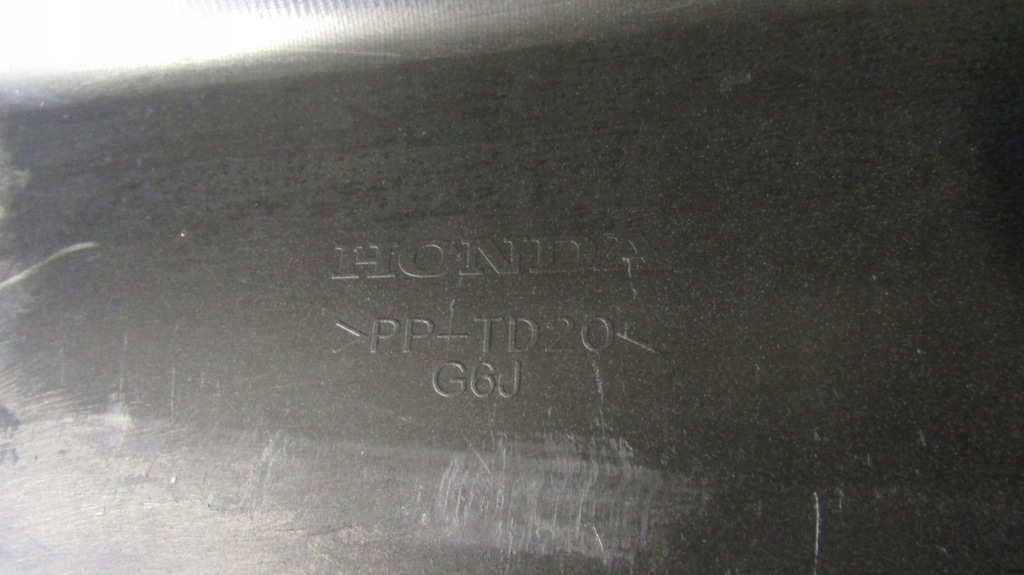 HONDA
>PP-TD20<
G6J